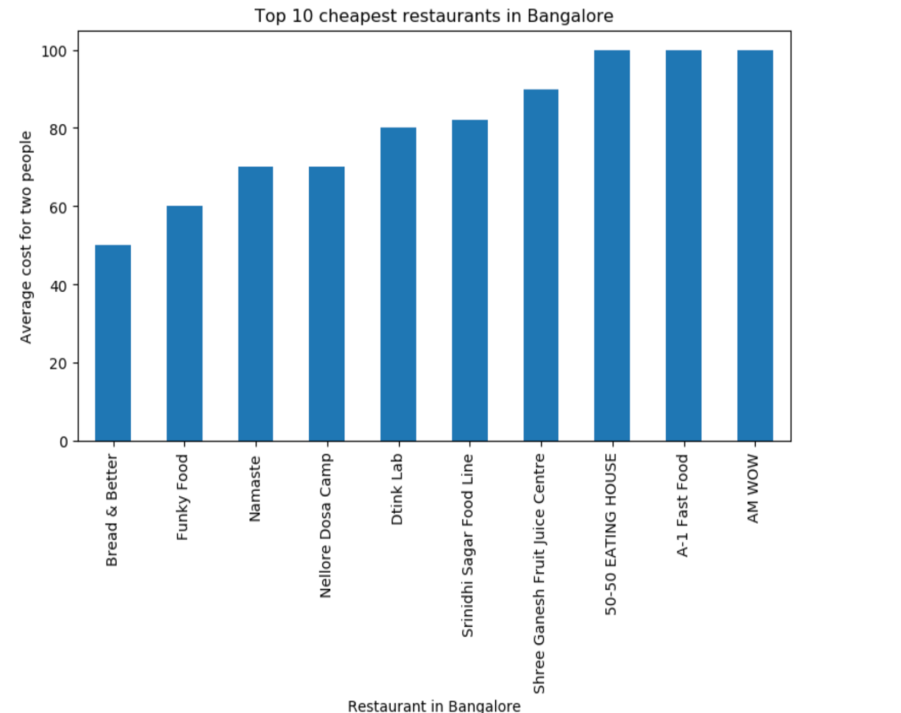 Top 10 cheapest restaurants in Bangalore
Average cost for two people
100
80
60
40
20
0
Bread & Better
Funky Food
Namaste
Nellore Dosa Camp
Dtink Lab
Srinidhi Sagar Food Line
Shree Ganesh Fruit Juice Centre
50-50 EATING HOUSE
A-1 Fast Food
AM WOW
Restaurant in Bangalore